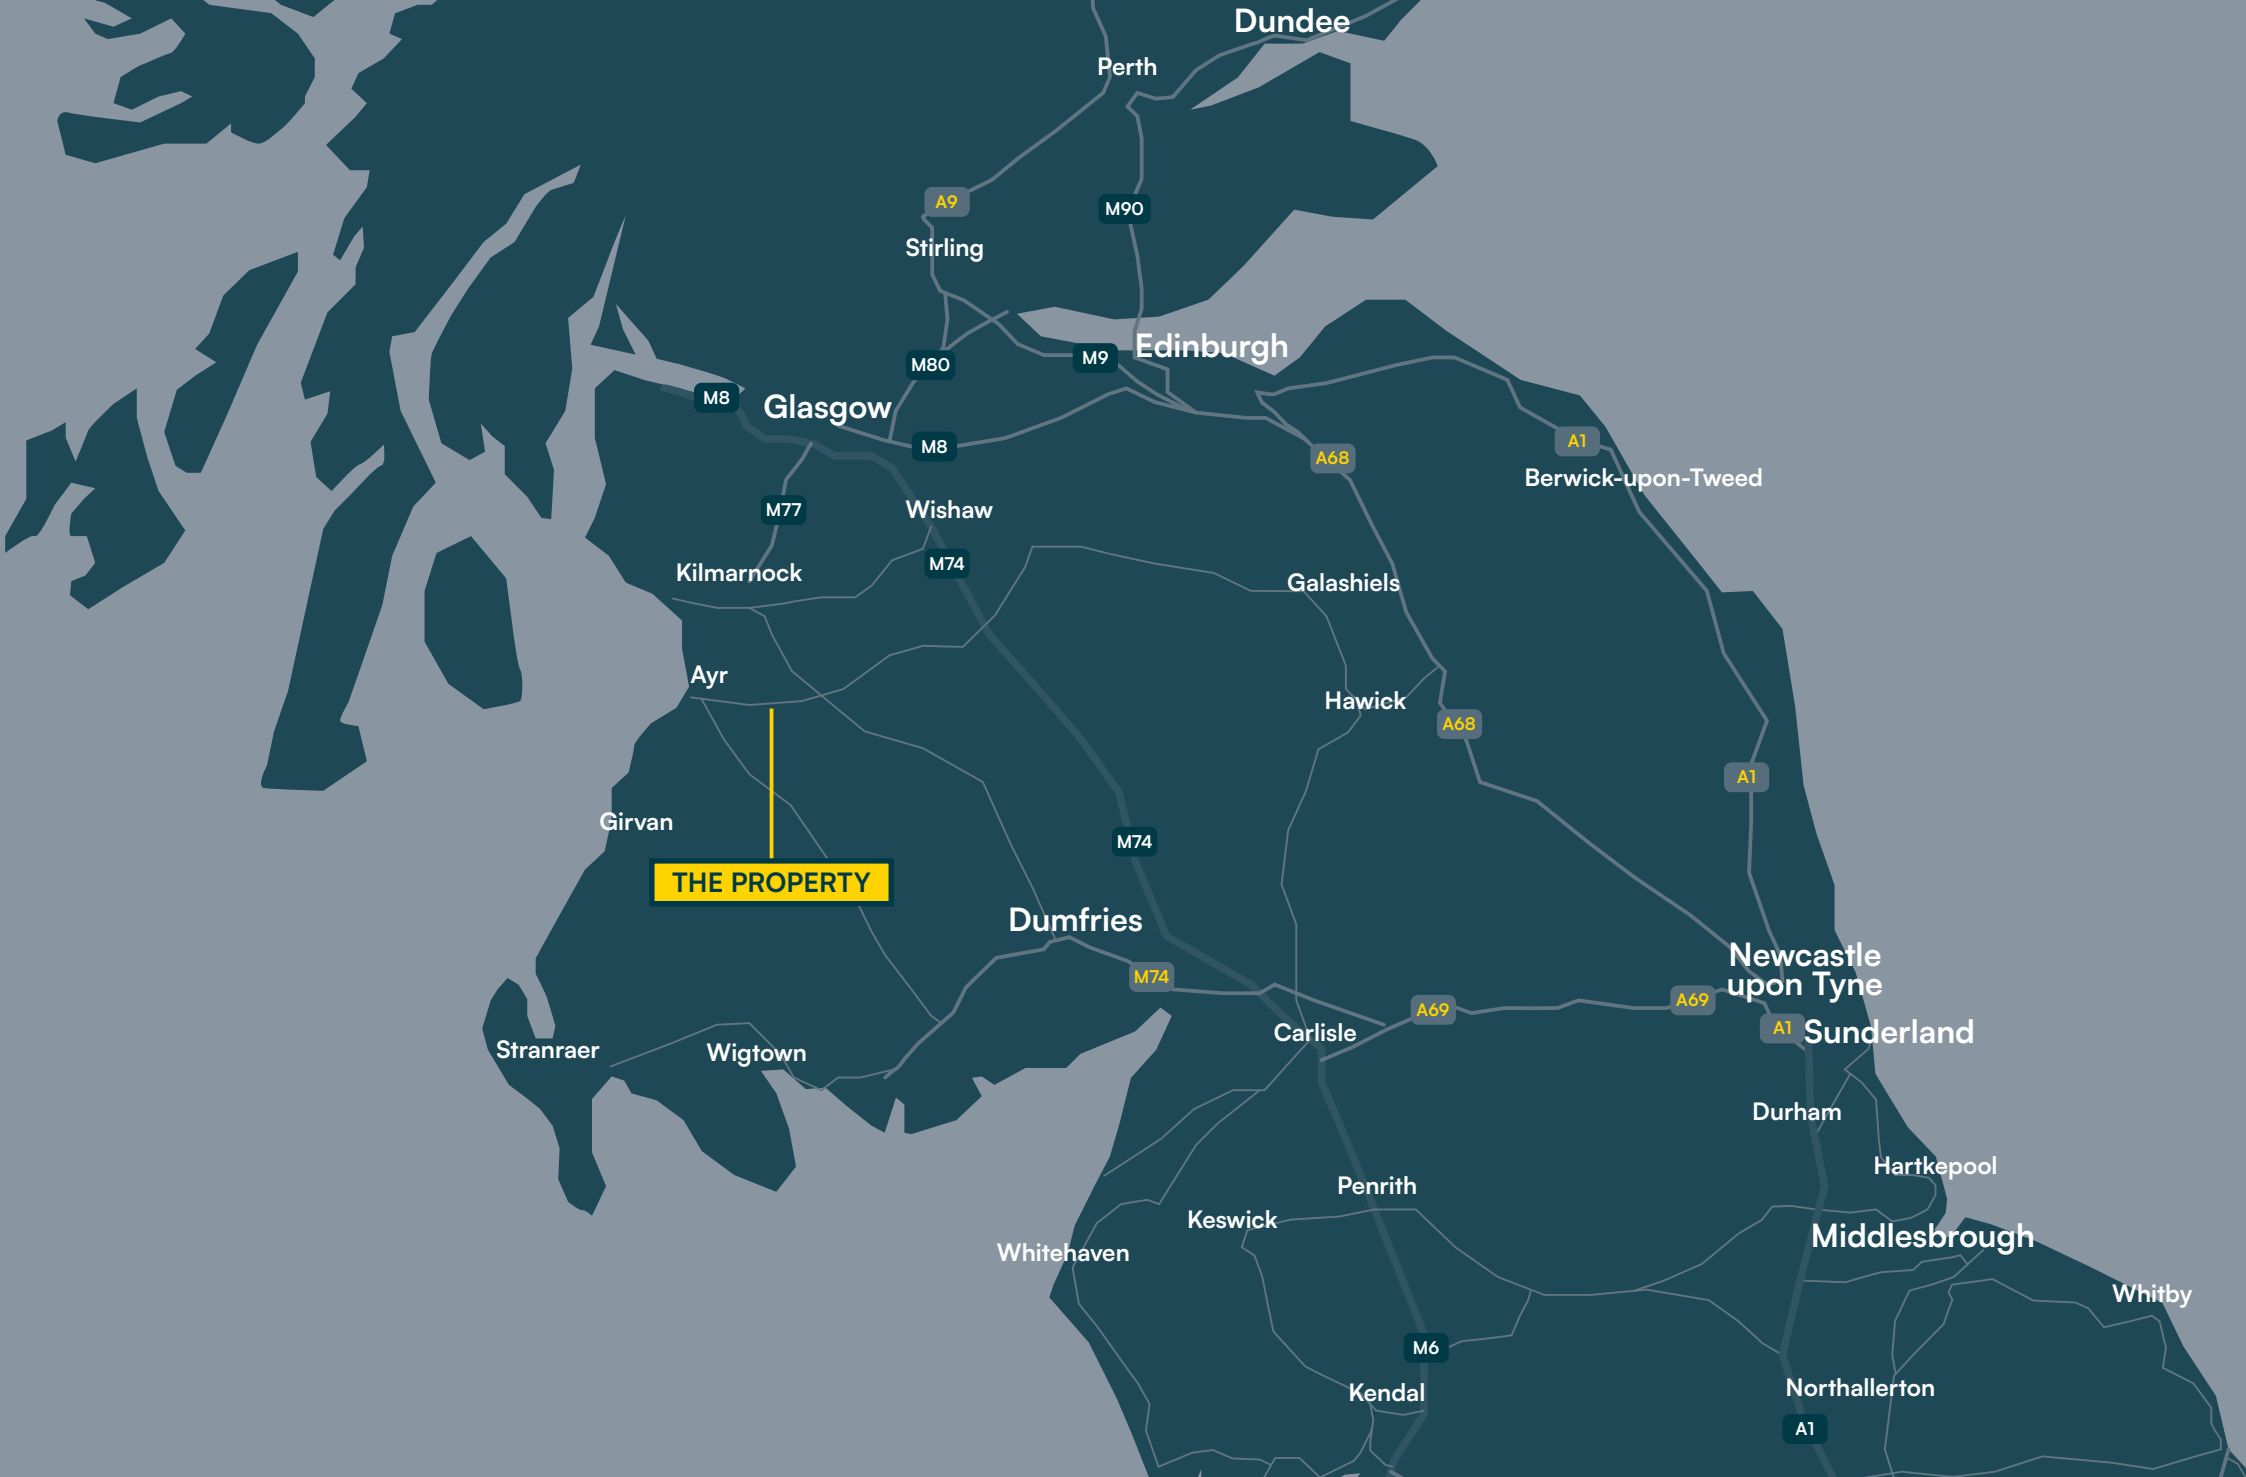 Dundee
Perth
A9
M90
Stirling
Edinburgh
M9
M80
M8
Glasgow
M8
A1
A68
Berwick-upon-Tweed
M77
Wishaw
M74
Kilmarnock
Galashiels
Ayr
Hawick
A68
A1
Girvan
M74
THE PROPERTY
Dumfries
Newcastle
upon Tyne
M74
A69
A69
A1
Sunderland
Carlisle
Stranraer
Wigtown
Durham
Hartkepool
Penrith
Keswick
Middlesbrough
Whitehaven
Whitby
M6
Kendal
Northallerton
A1